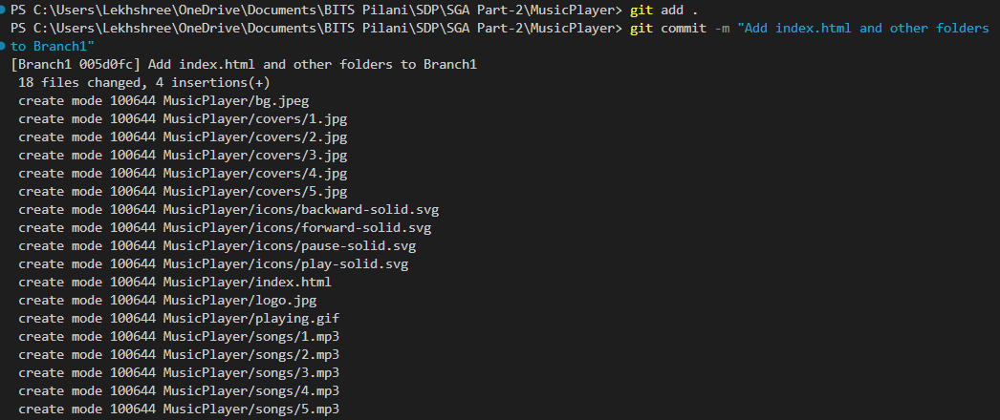 PS C:\Users\Lekhshree\OneDrive\Documents\BITS Pilani\SDP\SGA Part-2\MusicPlayer> git add .
PS C:\Users\Lekhshree\OneDrive\Documents\BITS Pilani\SDP\SGA Part-2\MusicPlayer> git commit -m "Add index.html and other folders
to Branch1"
[Branch1 005d0fc] Add index.html and other folders to Branch1
 18 files changed, 4 insertions(+)
 create mode 100644 MusicPlayer/bg.jpeg
 create mode 100644 MusicPlayer/covers/1.jpg
 create mode 100644 MusicPlayer/covers/2.jpg
 create mode 100644 MusicPlayer/covers/3.jpg
 create mode 100644 MusicPlayer/covers/4.jpg
 create mode 100644 MusicPlayer/covers/5.jpg
 create mode 100644 MusicPlayer/icons/backward-solid.svg
 create mode 100644 MusicPlayer/icons/forward-solid.svg
 create mode 100644 MusicPlayer/icons/pause-solid.svg
 create mode 100644 MusicPlayer/icons/play-solid.svg
 create mode 100644 MusicPlayer/index.html
 create mode 100644 MusicPlayer/logo.jpg
 create mode 100644 MusicPlayer/playing.gif
 create mode 100644 MusicPlayer/songs/1.mp3
 create mode 100644 MusicPlayer/songs/2.mp3
 create mode 100644 MusicPlayer/songs/3.mp3
 create mode 100644 MusicPlayer/songs/4.mp3
 create mode 100644 MusicPlayer/songs/5.mp3